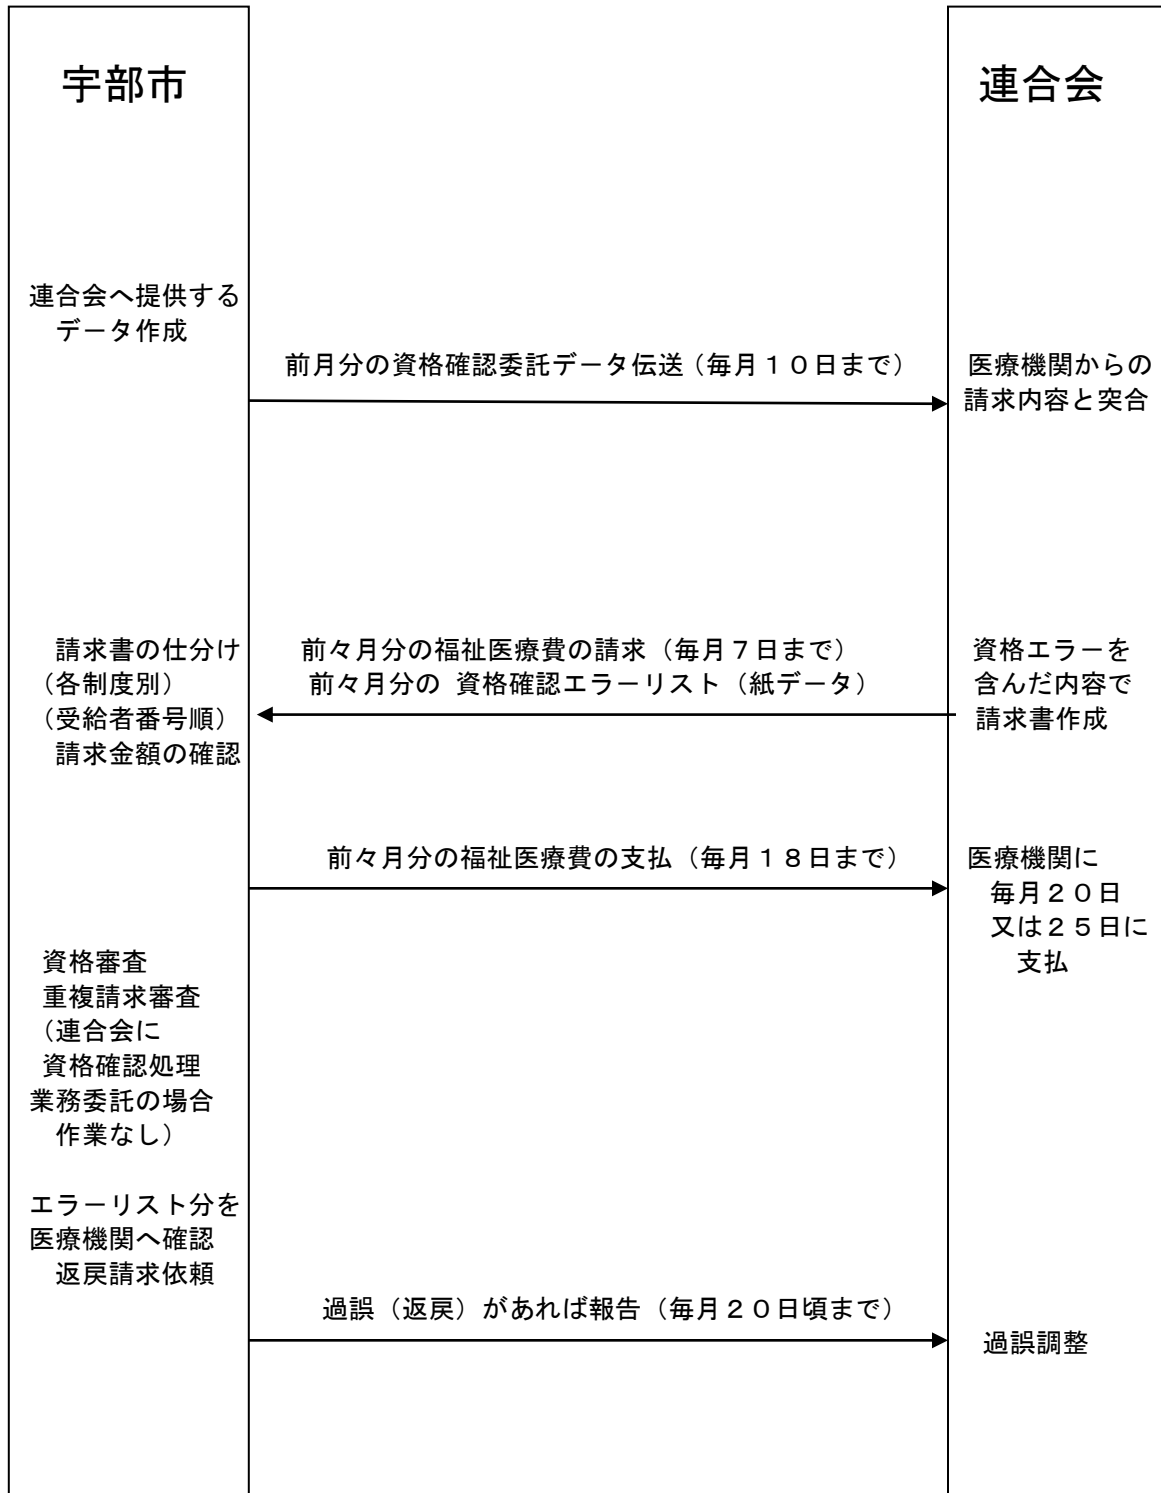 宇部市
連合会
連合会へ提供する
データ作成
前月分の資格確認委託データ伝送（毎月１０日まで）
医療機関からの
請求内容と突合
請求書の仕分け
（各制度別）
（受給者番号順）
請求金額の確認
前々月分の福祉医療費の請求（毎月７日まで）
前々月分の 資格確認エラーリスト（紙データ）
資格エラーを
含んだ内容で
請求書作成
前々月分の福祉医療費の支払（毎月１８日まで）
医療機関に
毎月２０日
又は２５日に
支払
資格審査
重複請求審査
（連合会に
資格確認処理
業務委託の場合
作業なし）
エラーリスト分を
医療機関へ確認
返戻請求依頼
過誤（返戻）があれば報告（毎月２０日頃まで）
過誤調整